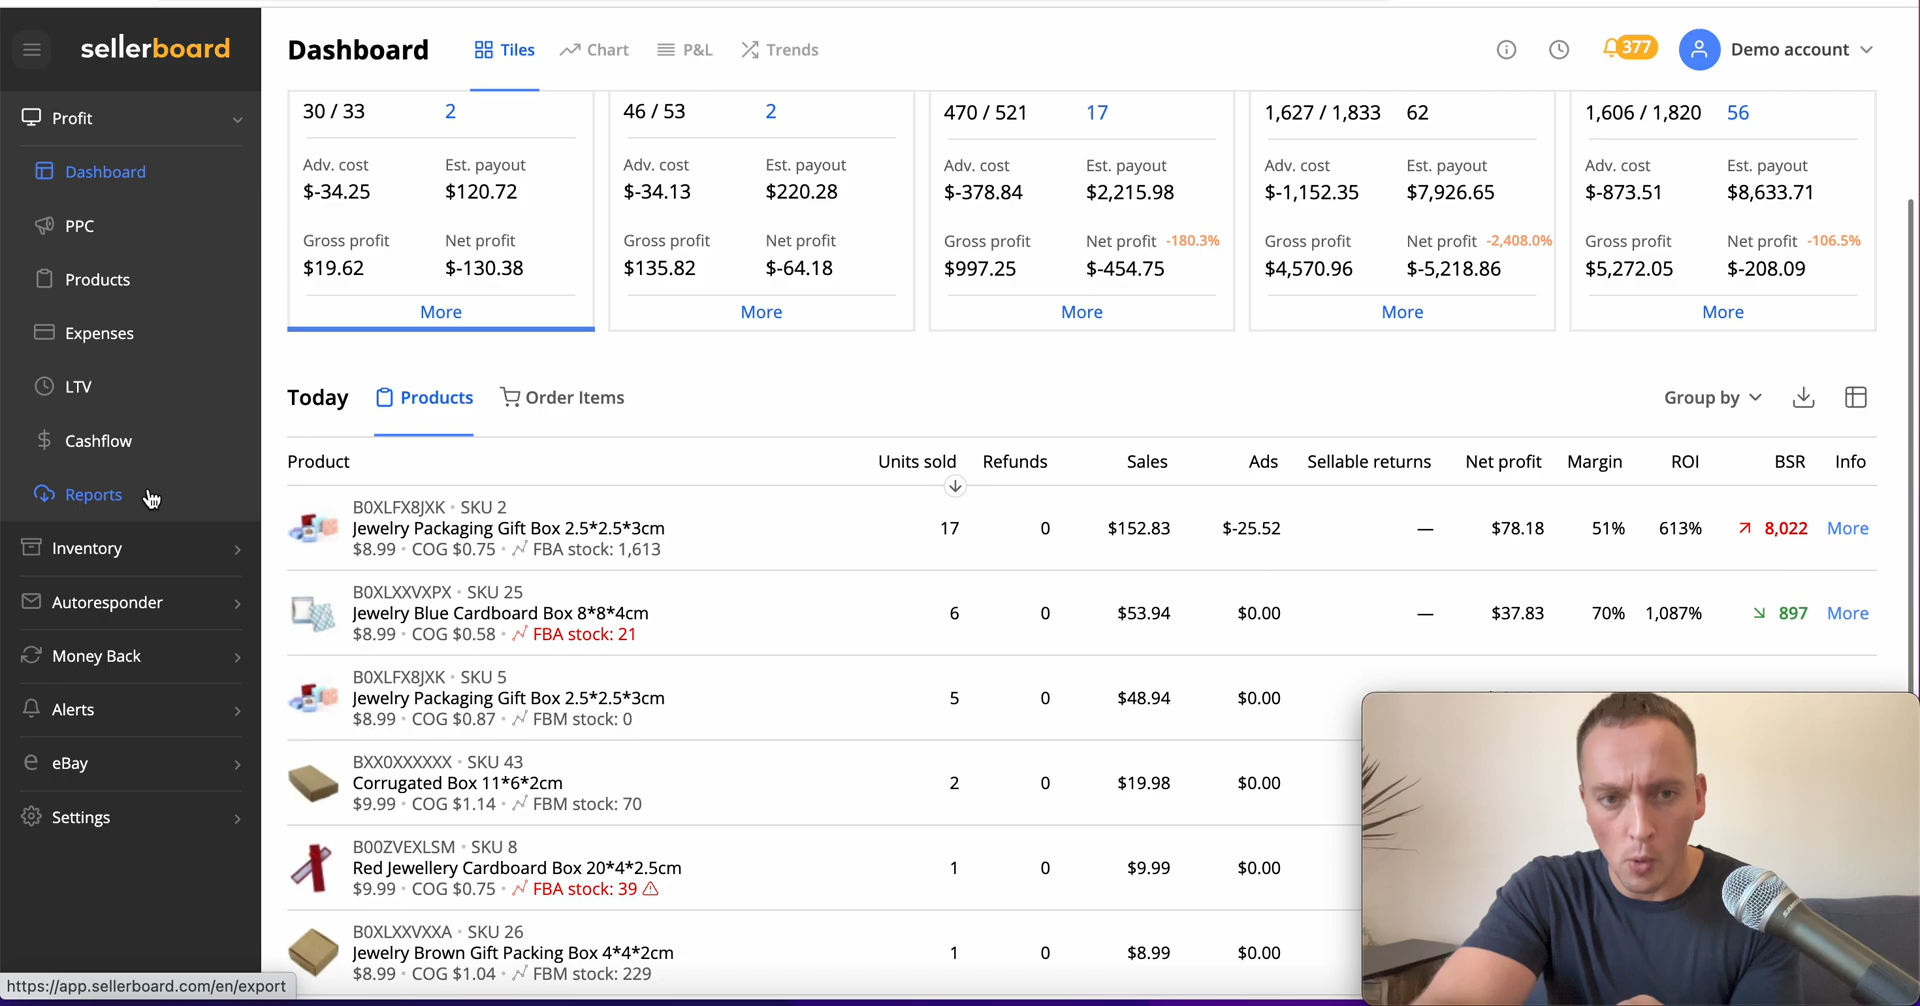 sellerboard
Dashboard
Tiles
Chart
P&L
Trends
377
Demo account
Profit
Dashboard
PPC
Products
Expenses
LTV
Cashflow
Reports
Inventory
Autoresponder
Money Back
Alerts
eBay
Settings
30 / 33 2
Adv. cost Est. payout
$-34.25 $120.72
Gross profit Net profit
$19.62 $-130.38
More
46 / 53 2
Adv. cost Est. payout
$-34.13 $220.28
Gross profit Net profit
$135.82 $-64.18
More
470 / 521 17
Adv. cost Est. payout
$-378.84 $2,215.98
Gross profit Net profit -180.3%
$997.25 $-454.75
More
1,627 / 1,833 62
Adv. cost Est. payout
$-1,152.35 $7,926.65
Gross profit Net profit -2,408.0%
$4,570.96 $-5,218.86
More
1,606 / 1,820 56
Adv. cost Est. payout
$-873.51 $8,633.71
Gross profit Net profit -106.5%
$5,272.05 $-208.09
More
Today Products Order Items Group by
Product Units sold Refunds Sales Ads Sellable returns Net profit Margin ROI BSR Info
B0XLFX8JXK • SKU 2
Jewelry Packaging Gift Box 2.5*2.5*3cm 17 0 $152.83 $-25.52 — $78.18 51% 613% 8,022 More
$8.99 • COG $0.75 • FBA stock: 1,613
B0XLXXVXPX • SKU 25
Jewelry Blue Cardboard Box 8*8*4cm 6 0 $53.94 $0.00 — $37.83 70% 1,087% 897 More
$8.99 • COG $0.58 • FBA stock: 21
B0XLFX8JXK • SKU 5
Jewelry Packaging Gift Box 2.5*2.5*3cm 5 0 $48.94 $0.00
$8.99 • COG $0.87 • FBM stock: 0
BXX0XXXXXX • SKU 43
Corrugated Box 11*6*2cm 2 0 $19.98 $0.00
$9.99 • COG $1.14 • FBM stock: 70
B00ZVEXLSM • SKU 8
Red Jewellery Cardboard Box 20*4*2.5cm 1 0 $9.99 $0.00
$9.99 • COG $0.75 • FBA stock: 39
B0XLXXVXXA • SKU 26
Jewelry Brown Gift Packing Box 4*4*2cm 1 0 $8.99 $0.00
$8.99 • COG $1.04 • FBM stock: 229
https://app.sellerboard.com/en/export